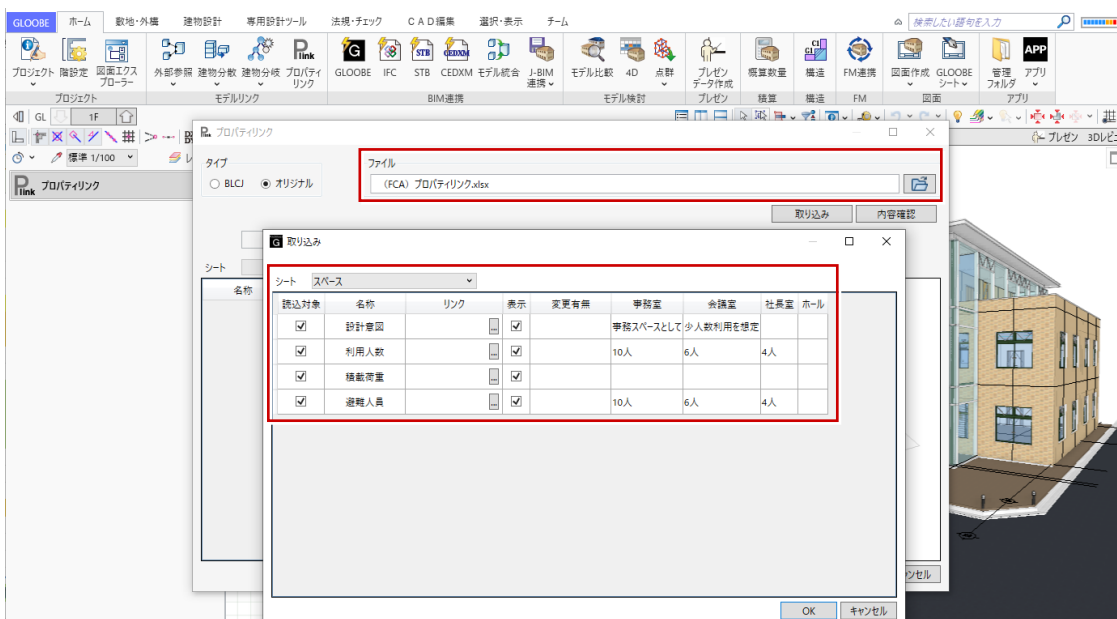 GLOOBE ホーム 敷地・外構 建物設計 専用設計ツール 法規・チェック CAD編集 選択・表示 チーム 検索したい語句を入力
プロジェクト 階設定 図面エクスプローラー 外部参照 建物分散 建物分岐 プロパティリンク GLOOBE IFC STB CEDXM モデル統合 J-BIM連携 モデル比較 4D 点群 プレゼンデータ作成 概算数量 構造 FM連携 図面作成 GLOOBEシート 管理フォルダ アプリ
プロジェクト モデルリンク BIM連携 モデル検討 プレゼン 積算 構造 FM 図面 アプリ
GL 1F
プレゼン
標準 1/100
Plink プロパティリンク
Plink プロパティリンク
タイプ
BLCJ オリジナル
ファイル
（FCA）プロパティリンク.xlsx
取り込み 内容確認
シート
名称
G 取り込み
シート スペース
読込対象 名称 リンク 表示 変更有無 事務室 会議室 社長室 ホール
設計意図 ... 事務スペースとして 少人数利用を想定
利用人数 ... 10人 6人 4人
積載荷重 ...
避難人員 ... 10人 6人 4人
ンセル
OK キャンセル